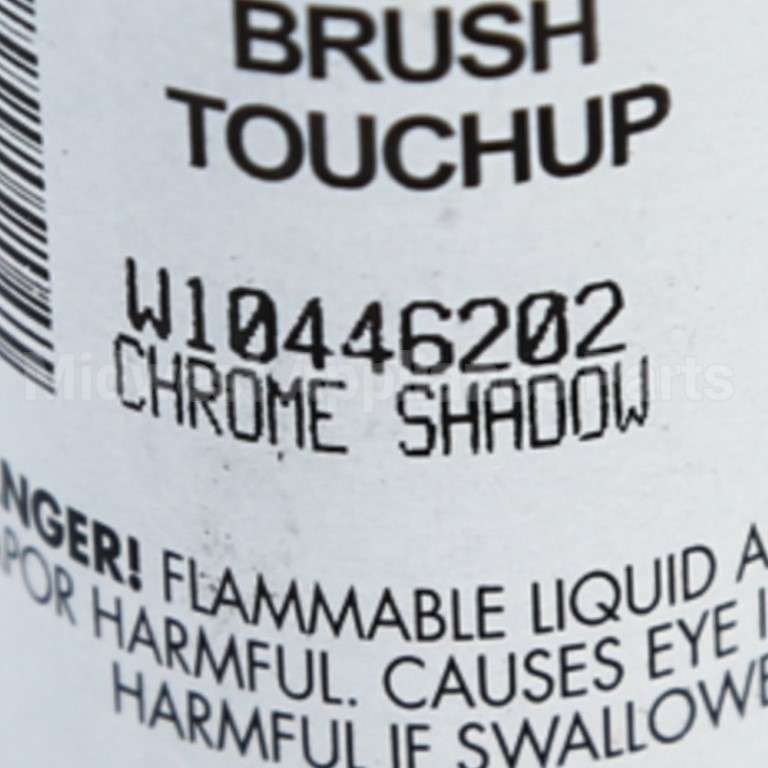 BRUSH
TOUCHUP
W10446202
CHROME SHADOW
NGER! FLAMMABLE LIQUID A
POR HARMFUL. CAUSES EYE I
HARMFUL IF SWALLOWE